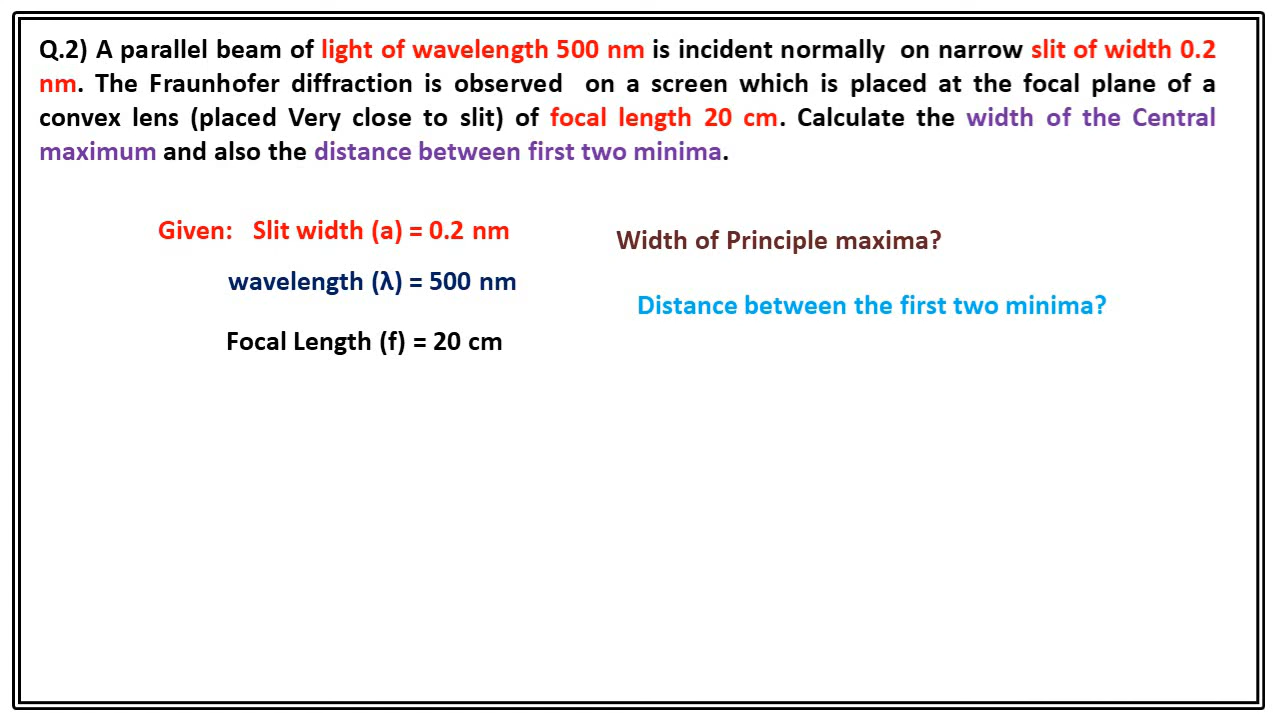 Q.2) A parallel beam of light of wavelength 500 nm is incident normally on narrow slit of width 0.2
nm. The Fraunhofer diffraction is observed on a screen which is placed at the focal plane of a
convex lens (placed Very close to slit) of focal length 20 cm. Calculate the width of the Central
maximum and also the distance between first two minima.
Given: Slit width (a) = 0.2 nm
Width of Principle maxima?
wavelength (λ) = 500 nm
Distance between the first two minima?
Focal Length (f) = 20 cm